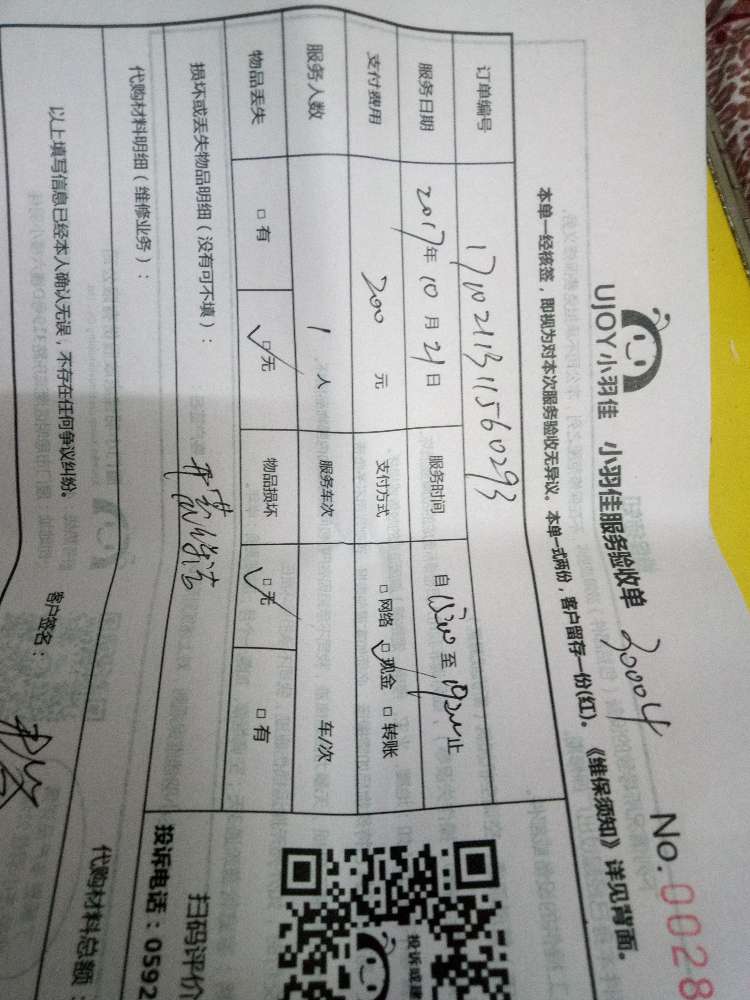 No.0028
UJOY小羽佳 小羽佳服务验收单 30004
本单一经核签，即视为对本次服务验收无异议。本单一式两份，客户留存一份(红)。《维保须知》详见背面。
订单编号 1710211311560293
服务日期 2017年10月21日 服务时间 自 至 止
支付费用 200 元 支付方式 □网络 ☑现金 □转账
服务人数 1 人 服务车次 车/次
物品丢失 □有 ☑无 物品损坏 ☑无 □有
损坏或丢失物品明细（没有可不填）：
代购材料明细（维修业务）：
代购材料总额：
以上填写信息已经本人确认无误，不存在任何争议纠纷。 客户签名：
投诉或建
扫码评价
投诉电话：0592